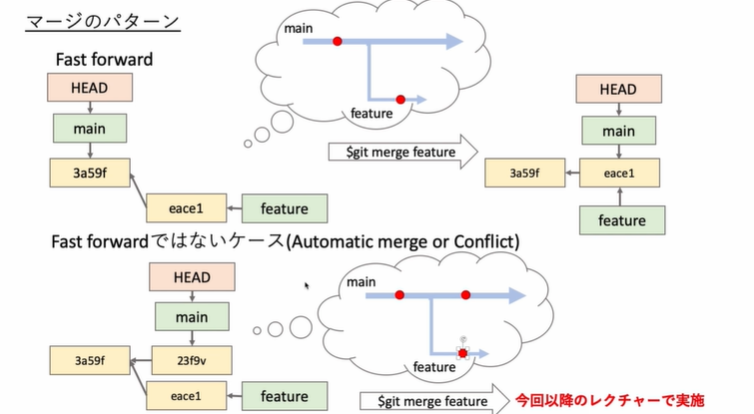 マージのパターン
main
Fast forward
HEAD
main
3a59f
eace1
feature
feature
$git merge feature
HEAD
main
3a59f
eace1
feature
Fast forwardではないケース(Automatic merge or Conflict)
HEAD
main
3a59f
23f9v
eace1
feature
main
feature
$git merge feature
今回以降のレクチャーで実施